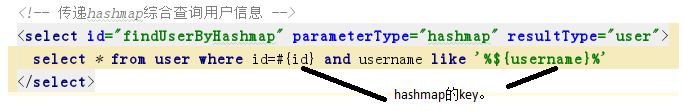 <!-- 传递hashmap综合查询用户信息 -->
<select id="findUserByHashmap" parameterType="hashmap" resultType="user">
select * from user where id=#{id} and username like '%${username}%'
</select>
hashmap的key。